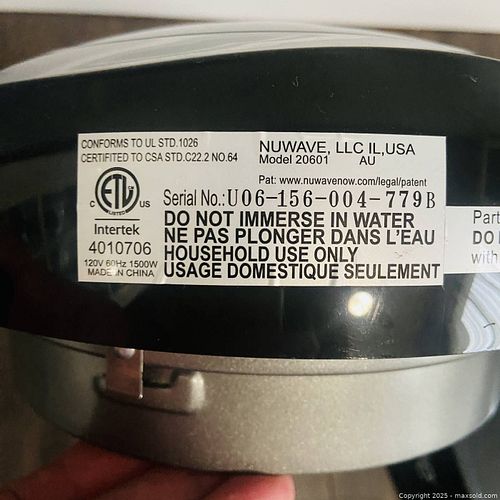 CONFORMS TO UL STD.1026
CERTIFIED TO CSA STD.C22.2 NO.64
ETL
LISTED
C
US
Intertek
4010706
120V 60Hz 1500W
MADE IN CHINA
NUWAVE, LLC IL,USA
Model 20601 AU
Pat: www.nuwavenow.com/legal/patent
Serial No.:U06-156-004-779B
DO NOT IMMERSE IN WATER
NE PAS PLONGER DANS L'EAU
HOUSEHOLD USE ONLY
USAGE DOMESTIQUE SEULEMENT
Part
DO
with
Copyright 2025 - maxsold.com